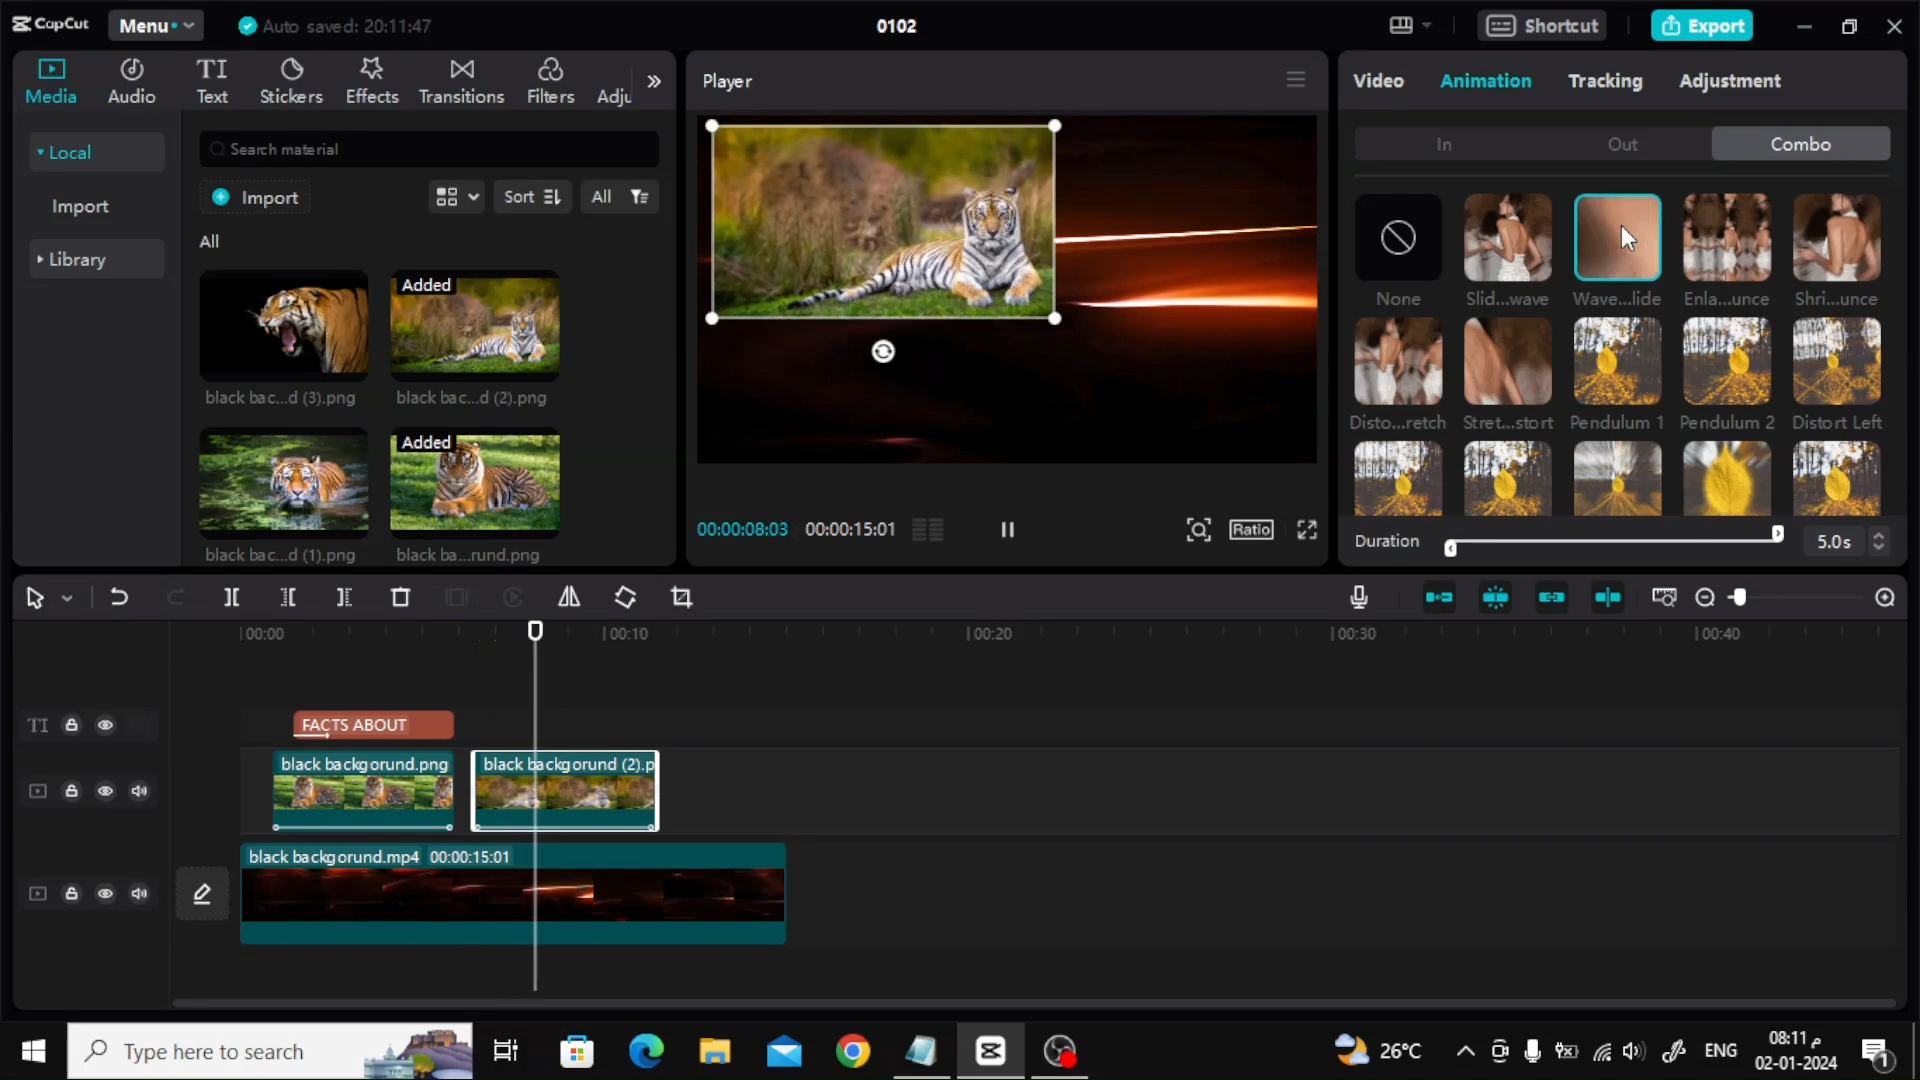 CapCut
Menu
Auto saved: 20:11:47
0102
Shortcut
Export
Media
Audio
Text
Stickers
Effects
Transitions
Filters
Adju
Player
Video
Animation
Tracking
Adjustment
Local
Import
Library
Search material
Import
Sort
All
All
black bac...d (3).png
Added
black bac...d (2).png
black bac...d (1).png
Added
black ba...rund.png
00:00:08:03
00:00:15:01
Ratio
In
Out
Combo
None
Slid...wave
Wave...lide
Enla...unce
Shri...unce
Disto...retch
Stret...stort
Pendulum 1
Pendulum 2
Distort Left
Duration
5.0s
00:00
00:10
00:20
00:30
00:40
TI
FACTS ABOUT
black backgorund.png
black backgorund (2).p
black backgorund.mp4 00:00:15:01
Type here to search
26°C
ENG
08:11 م
02-01-2024
1